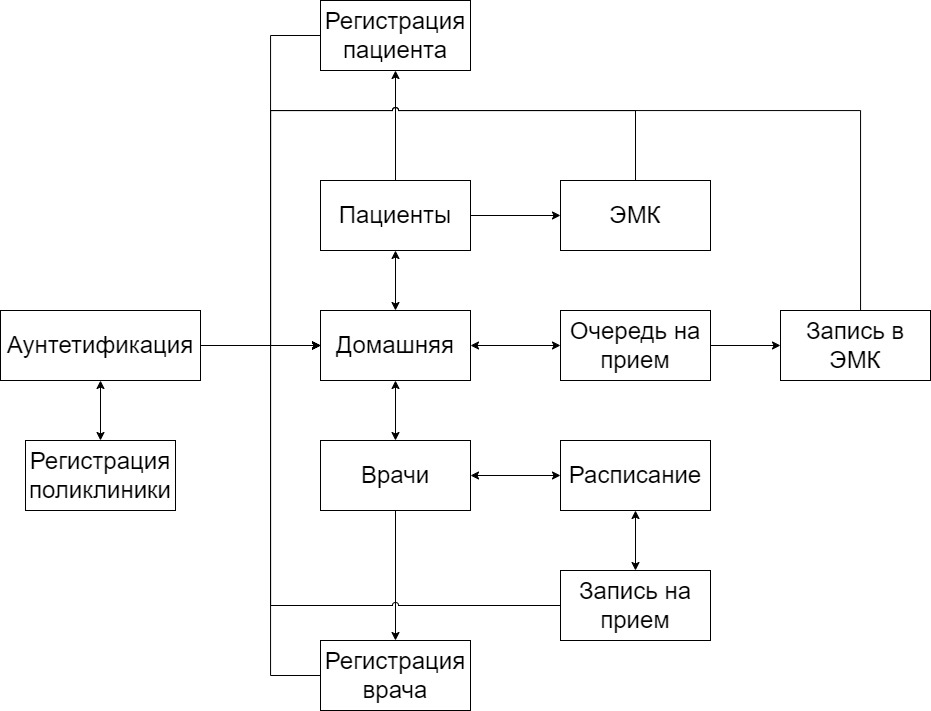 Регистрация
пациента
Пациенты
ЭМК
Аунтетификация
Домашняя
Очередь на
прием
Запись в
ЭМК
Регистрация
поликлиники
Врачи
Расписание
Запись на
прием
Регистрация
врача